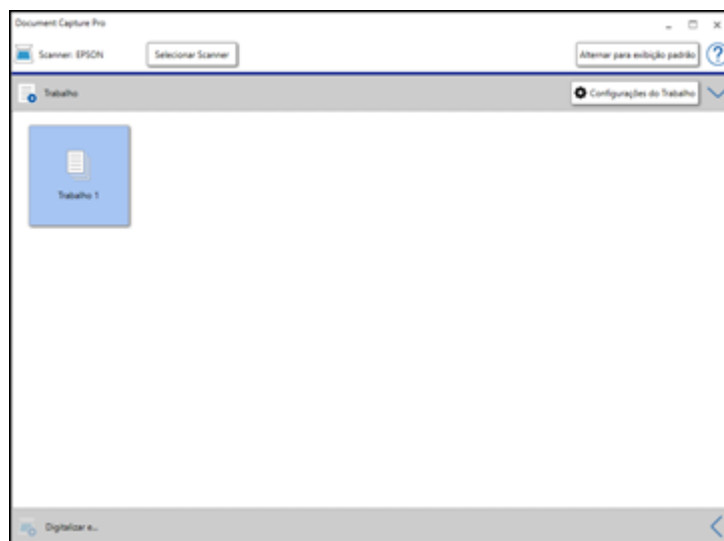 Document Capture Pro
Scanner: EPSON
Selecionar Scanner
Alternar para exibição padrão
?
Trabalho
Configurações do Trabalho
Trabalho 1
Digitalizar e...